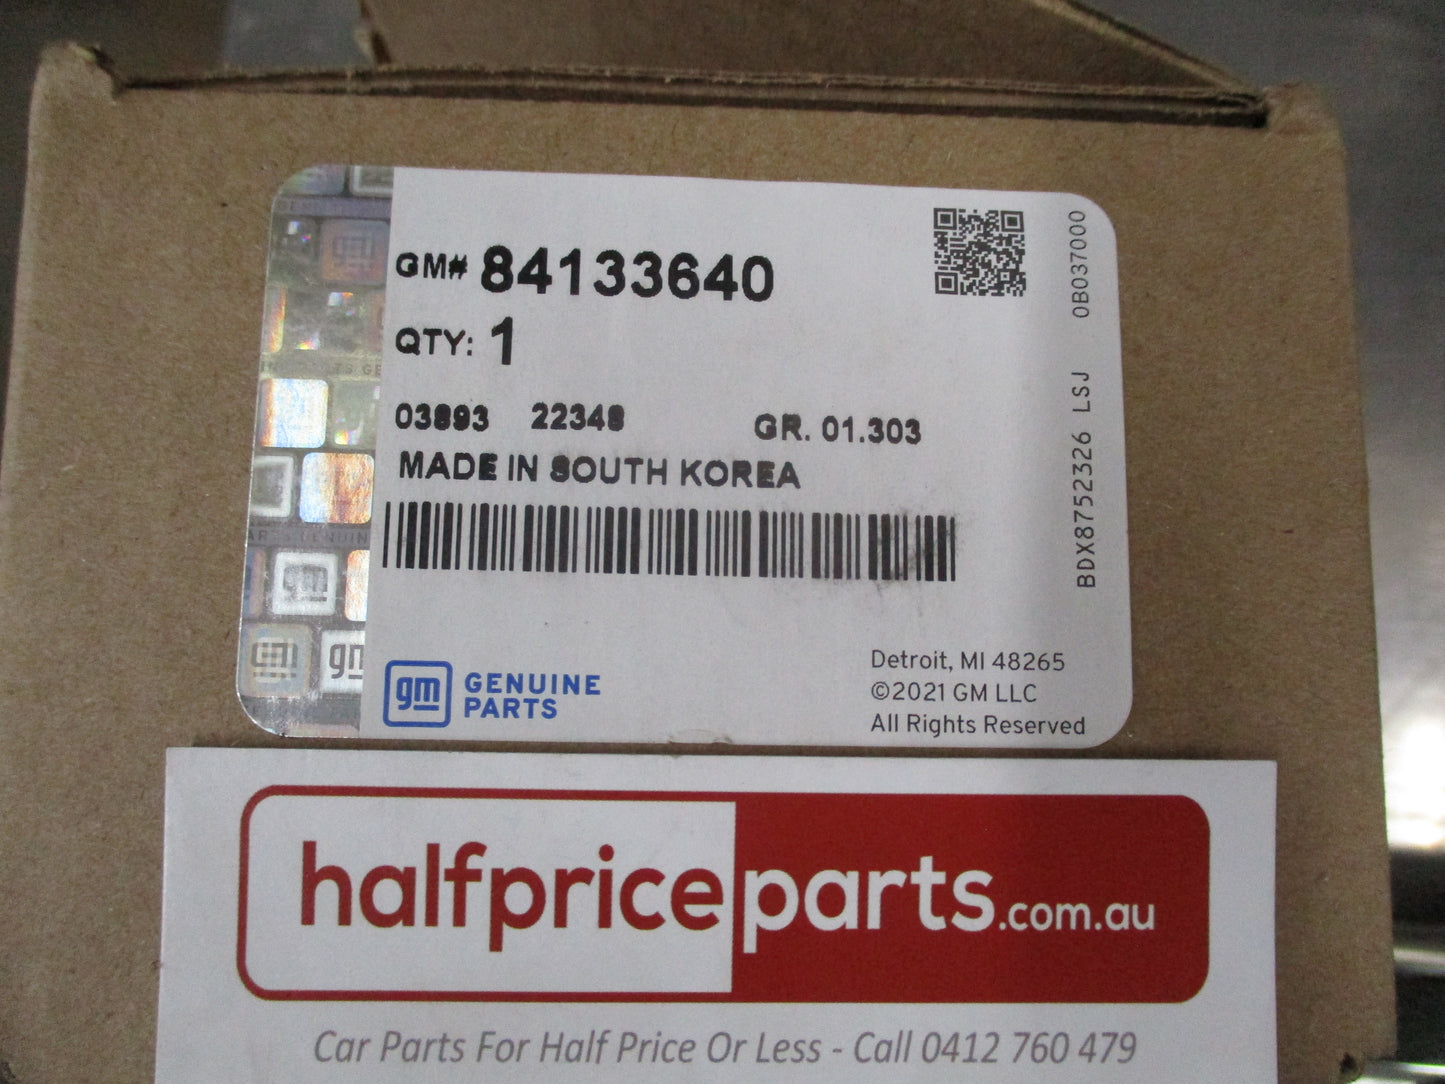 GM# 84133640
QTY: 1
03893 22348 GR. 01.303
MADE IN SOUTH KOREA
0B037000
BDX8752326 LSJ
gm GENUINE
PARTS
Detroit, MI 48265
©2021 GM LLC
All Rights Reserved
halfpriceparts.com.au
Car Parts For Half Price Or Less - Call 0412 760 479